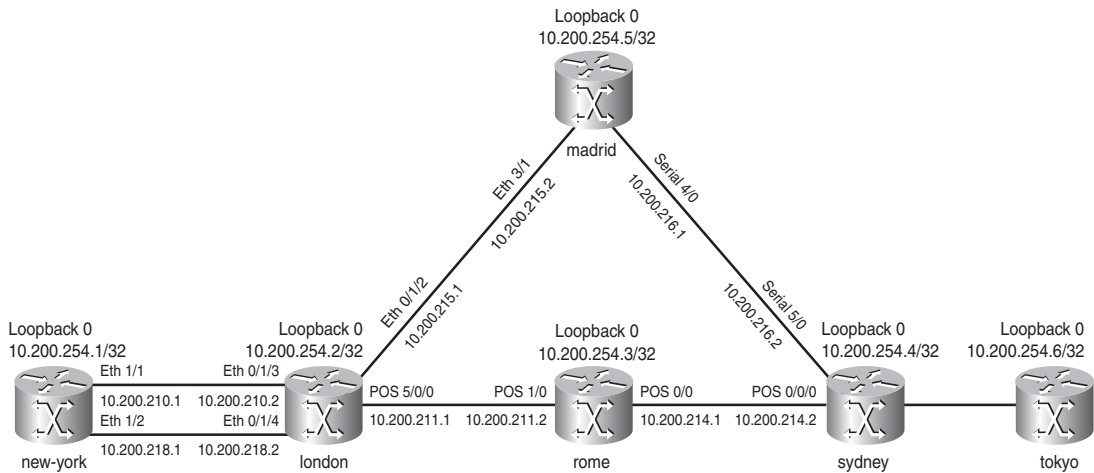 Loopback 0
10.200.254.5/32
madrid
Eth 3/1
10.200.215.2
Serial 4/0
10.200.216.1
Eth 0/1/2
10.200.215.1
Serial 5/0
10.200.216.2
Loopback 0
10.200.254.1/32
Loopback 0
10.200.254.2/32
Loopback 0
10.200.254.3/32
Loopback 0
10.200.254.4/32
Loopback 0
10.200.254.6/32
Eth 1/1
Eth 0/1/3
10.200.210.1
10.200.210.2
Eth 1/2
Eth 0/1/4
10.200.218.1
10.200.218.2
POS 5/0/0
POS 1/0
10.200.211.1
10.200.211.2
POS 0/0
POS 0/0/0
10.200.214.1
10.200.214.2
new-york
london
rome
sydney
tokyo